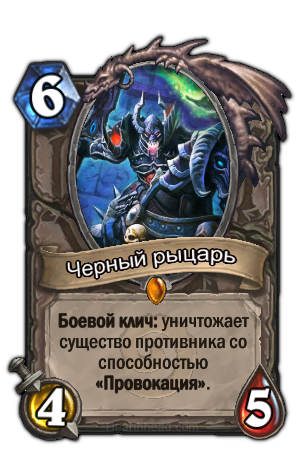 6
Черный рыцарь
Боевой клич: уничтожает
существо противника со
способностью
«Провокация».
4
5